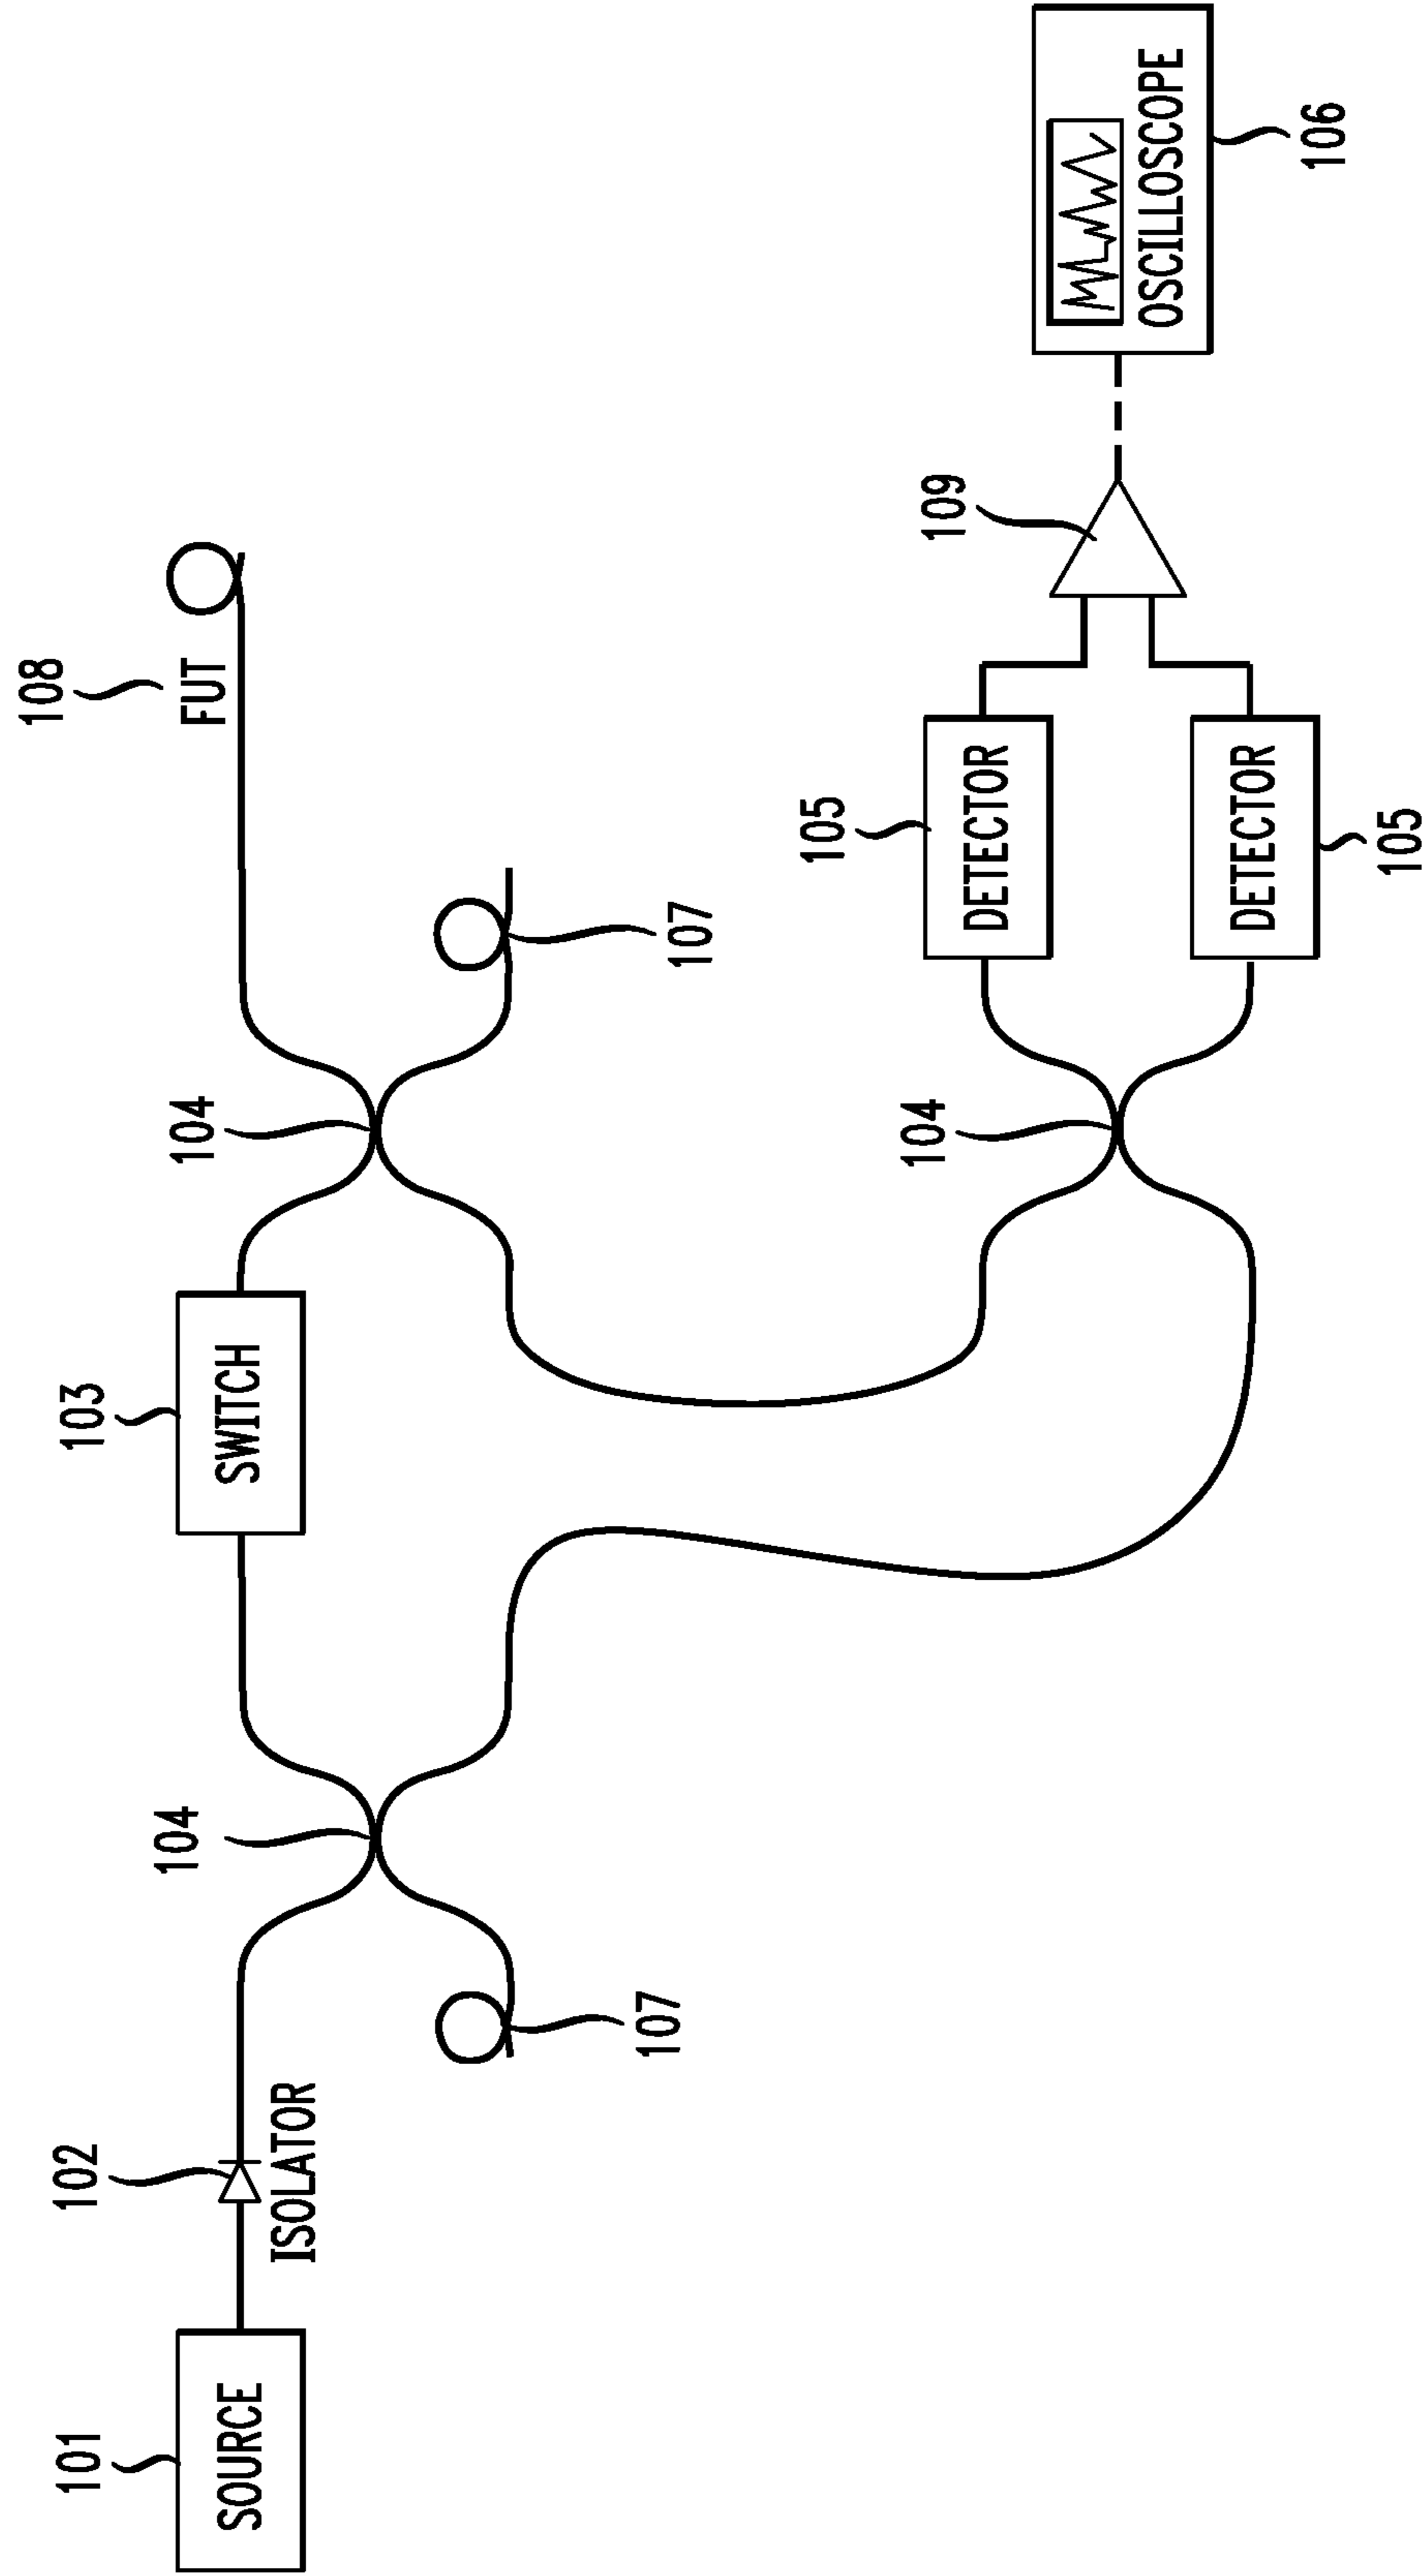 101
SOURCE
102
ISOLATOR
107
104
103
SWITCH
104
107
108
FUT
104
105
DETECTOR
105
DETECTOR
109
106
OSCILLOSCOPE